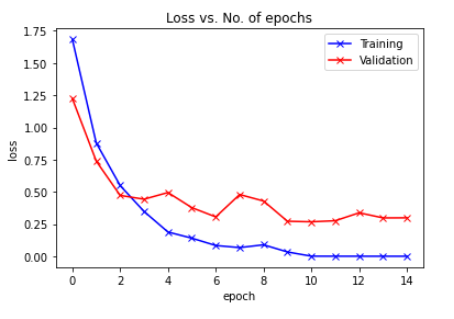 Loss vs. No. of epochs
Training
Validation
1.75
1.50
1.25
1.00
0.75
0.50
0.25
0.00
loss
0 2 4 6 8 10 12 14
epoch